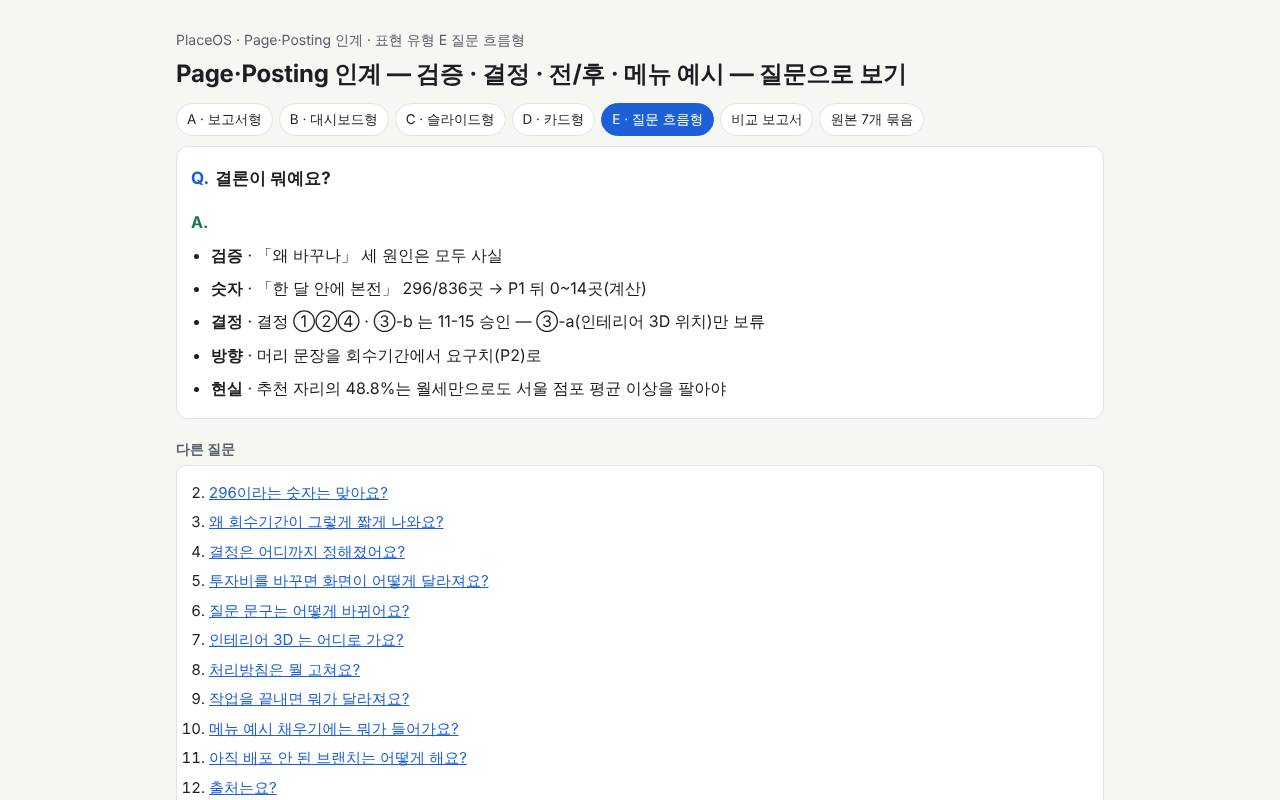 PlaceOS · Page·Posting 인계 · 표현 유형 E 질문 흐름형
Page·Posting 인계 — 검증 · 결정 · 전/후 · 메뉴 예시 — 질문으로 보기
A · 보고서형 B · 대시보드형 C · 슬라이드형 D · 카드형 E · 질문 흐름형 비교 보고서 원본 7개 묶음
Q. 결론이 뭐예요?
A.
• 검증 · 「왜 바꾸나」 세 원인은 모두 사실
• 숫자 · 「한 달 안에 본전」 296/836곳 → P1 뒤 0~14곳(계산)
• 결정 · 결정 ①②④ · ③-b 는 11-15 승인 — ③-a(인테리어 3D 위치)만 보류
• 방향 · 머리 문장을 회수기간에서 요구치(P2)로
• 현실 · 추천 자리의 48.8%는 월세만으로도 서울 점포 평균 이상을 팔아야
다른 질문
2. 296이라는 숫자는 맞아요?
3. 왜 회수기간이 그렇게 짧게 나와요?
4. 결정은 어디까지 정해졌어요?
5. 투자비를 바꾸면 화면이 어떻게 달라져요?
6. 질문 문구는 어떻게 바뀌어요?
7. 인테리어 3D 는 어디로 가요?
8. 처리방침은 뭘 고쳐요?
9. 작업을 끝내면 뭐가 달라져요?
10. 메뉴 예시 채우기에는 뭐가 들어가요?
11. 아직 배포 안 된 브랜치는 어떻게 해요?
12. 출처는요?